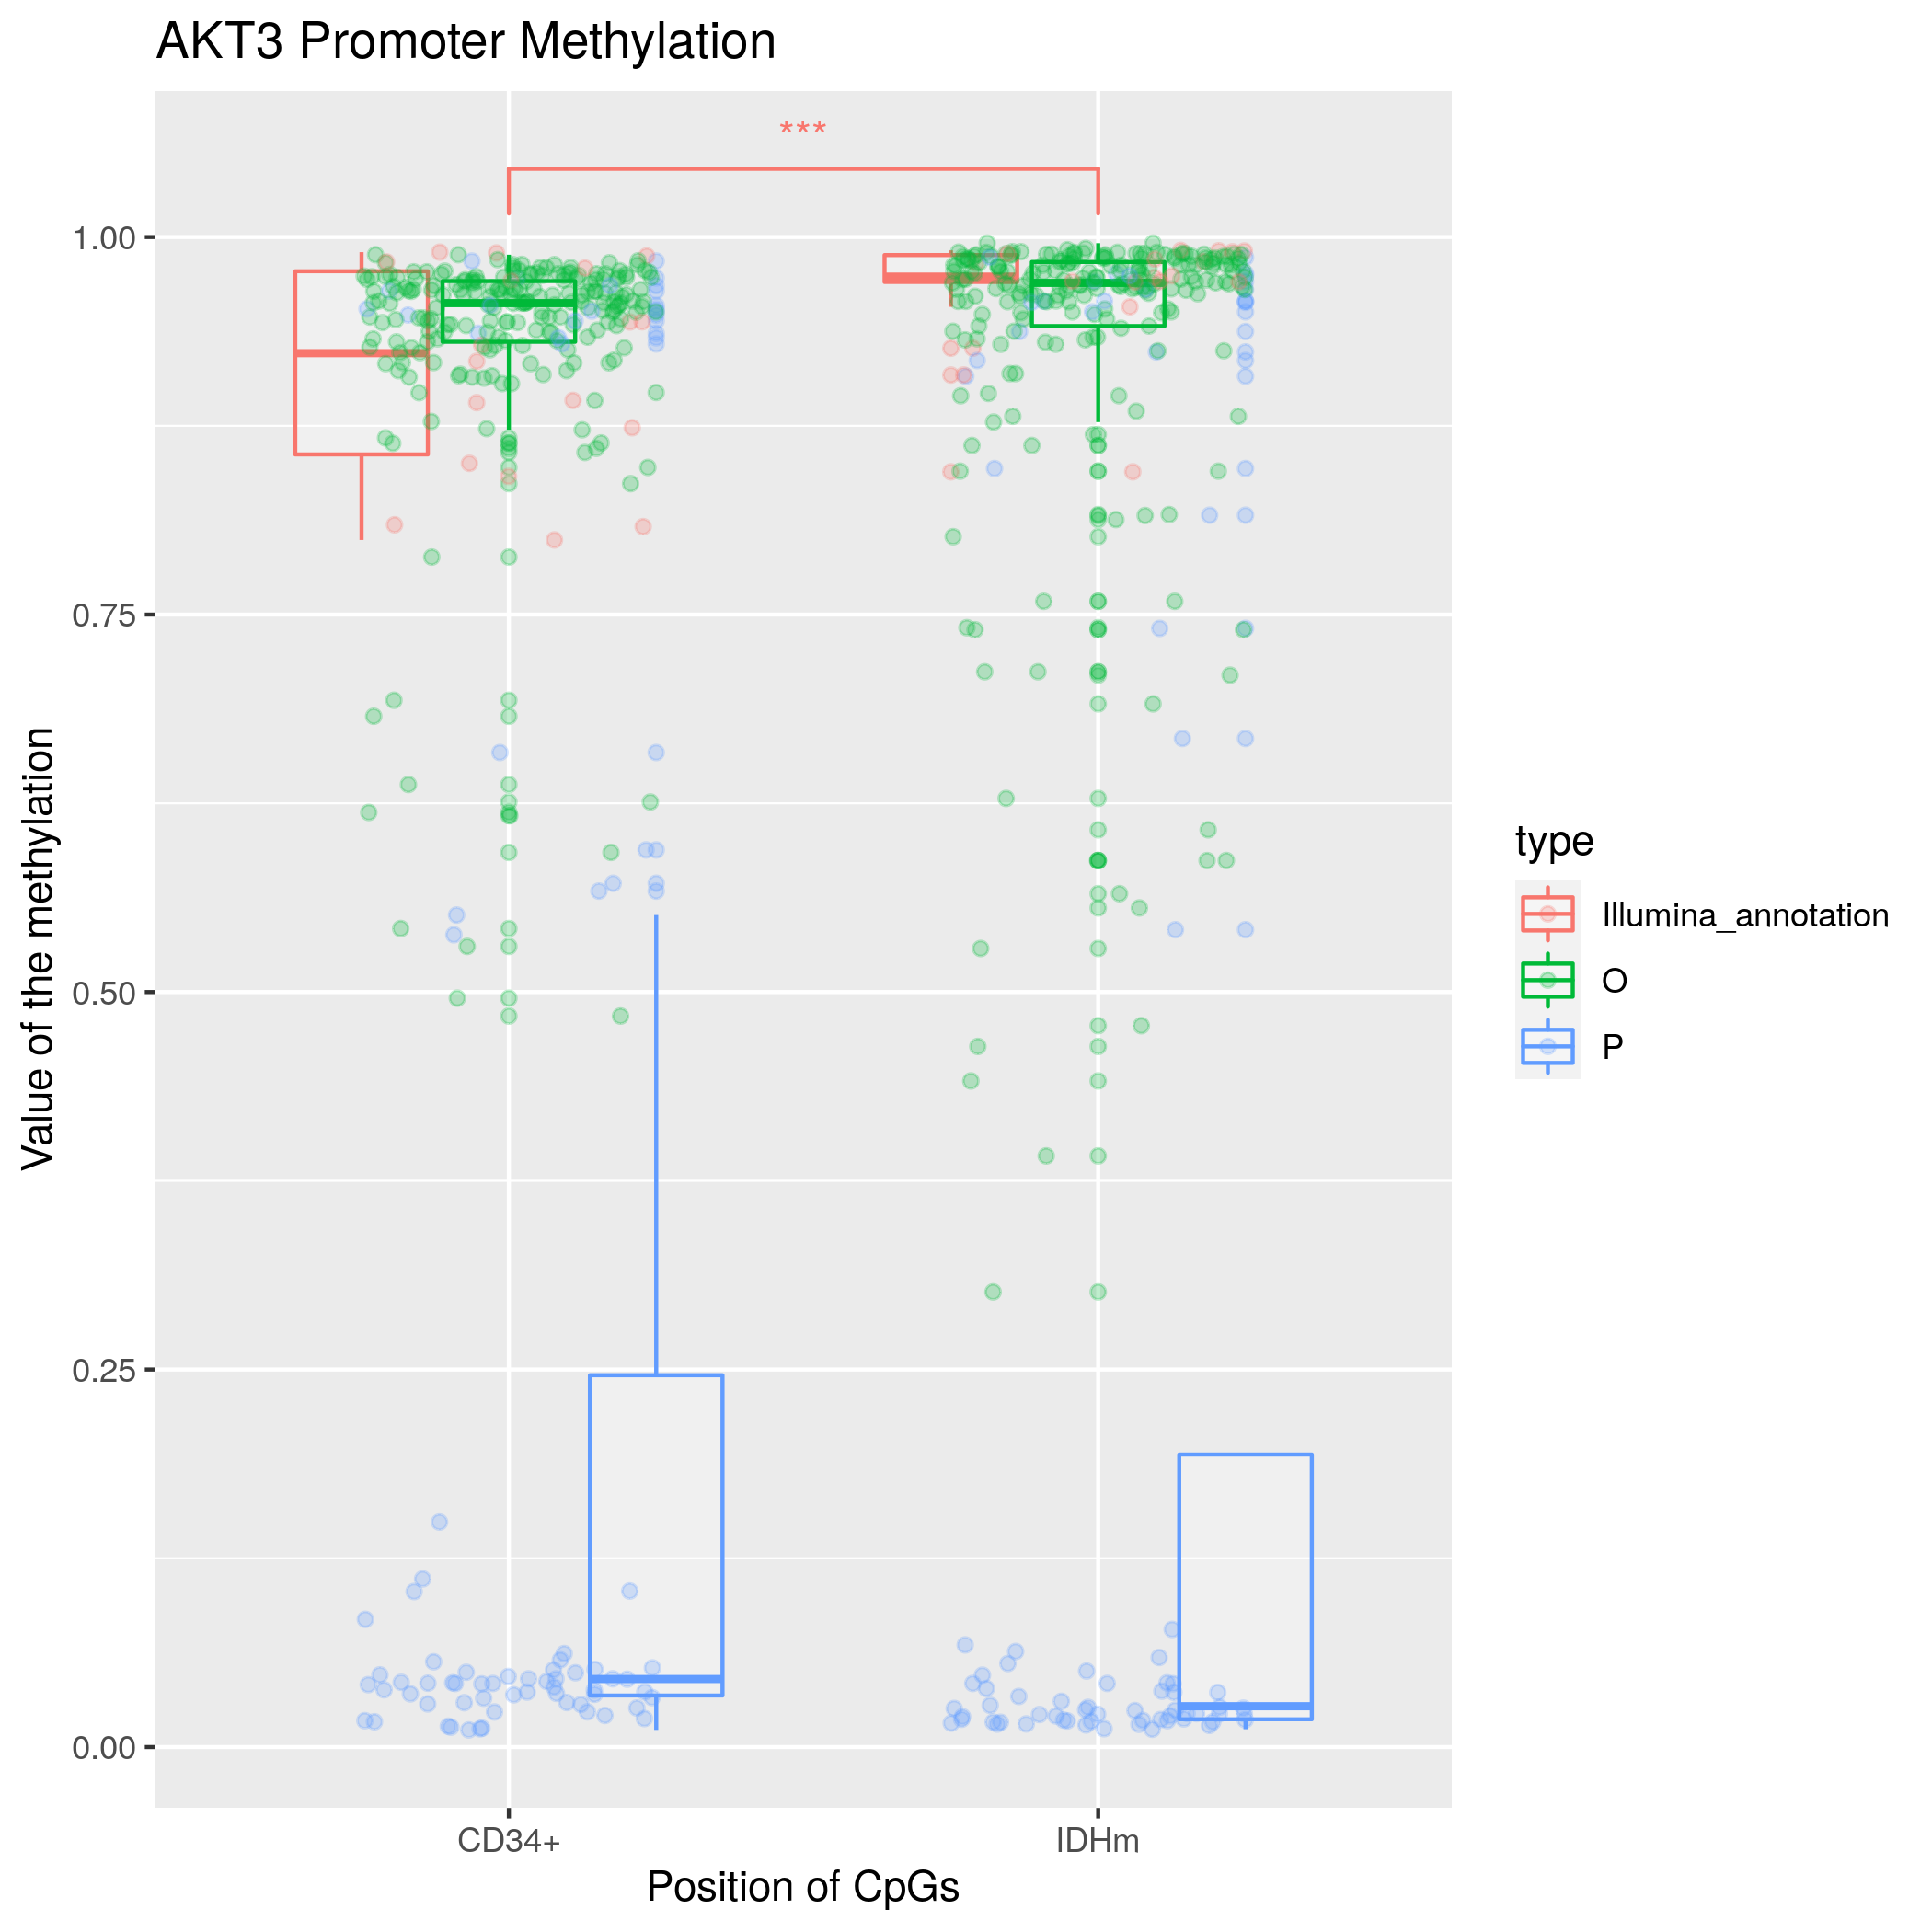 AKT3 Promoter Methylation
***
1.00
0.75
0.50
0.25
0.00
Value of the methylation
CD34+
IDHm
Position of CpGs
type
Illumina_annotation
O
P